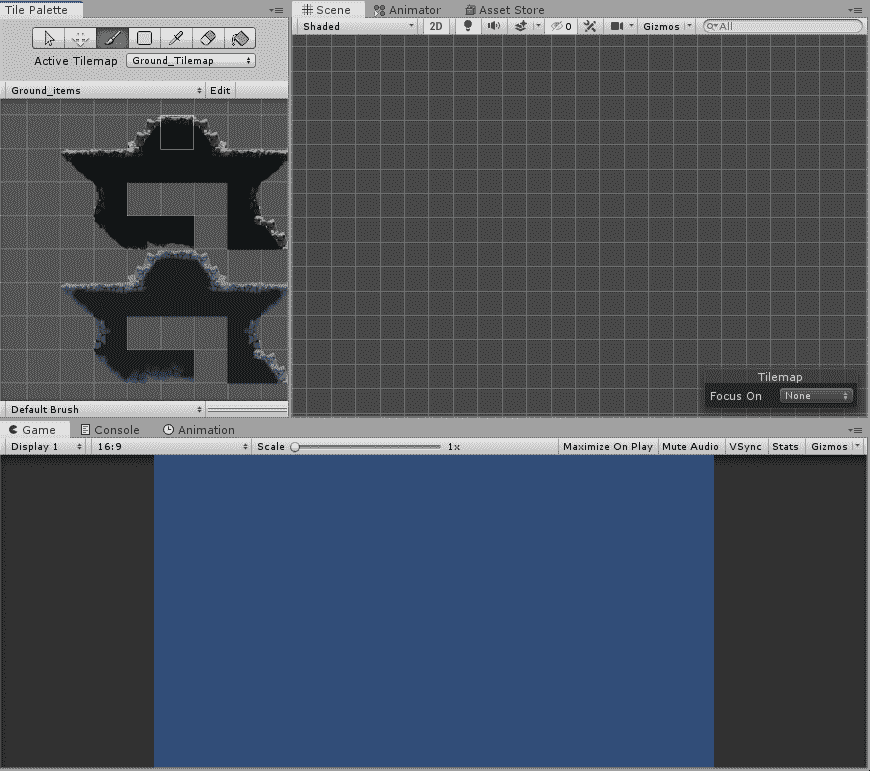 Tile Palette
Active Tilemap Ground_Tilemap
Ground_items Edit
Default Brush
Scene Animator Asset Store
Shaded 2D 0 Gizmos All
Tilemap
Focus On None
Game Console Animation
Display 1 16:9 Scale 1x Maximize On Play Mute Audio VSync Stats Gizmos